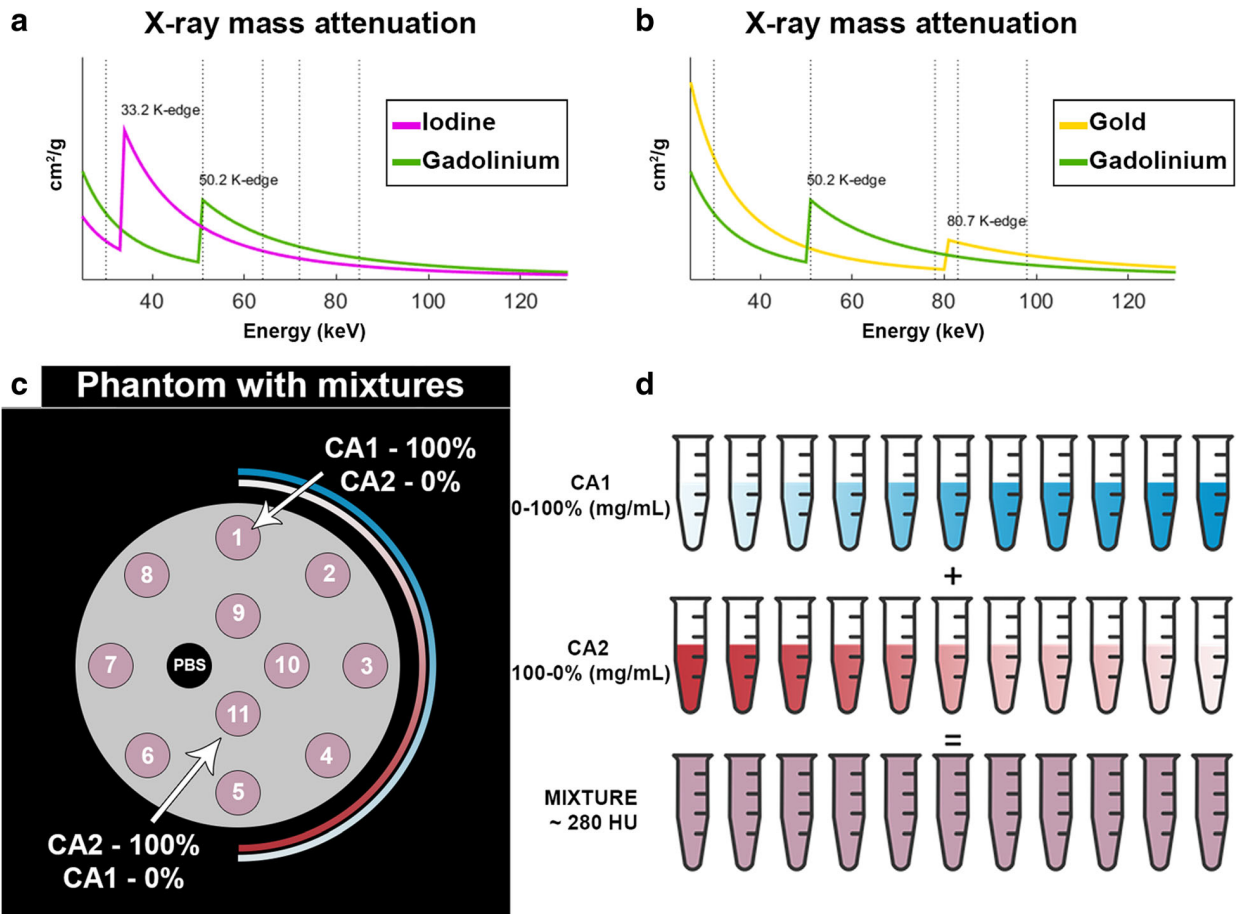 a
X-ray mass attenuation
33.2 K-edge
50.2 K-edge
Iodine
Gadolinium
cm²/g
40 60 80 100 120
Energy (keV)
b
X-ray mass attenuation
50.2 K-edge
80.7 K-edge
Gold
Gadolinium
cm²/g
40 60 80 100 120
Energy (keV)
c
Phantom with mixtures
CA1 - 100%
CA2 - 0%
1
2
3
4
5
6
7
8
9
10
11
PBS
CA2 - 100%
CA1 - 0%
d
CA1
0-100% (mg/mL)
+
CA2
100-0% (mg/mL)
=
MIXTURE
~ 280 HU